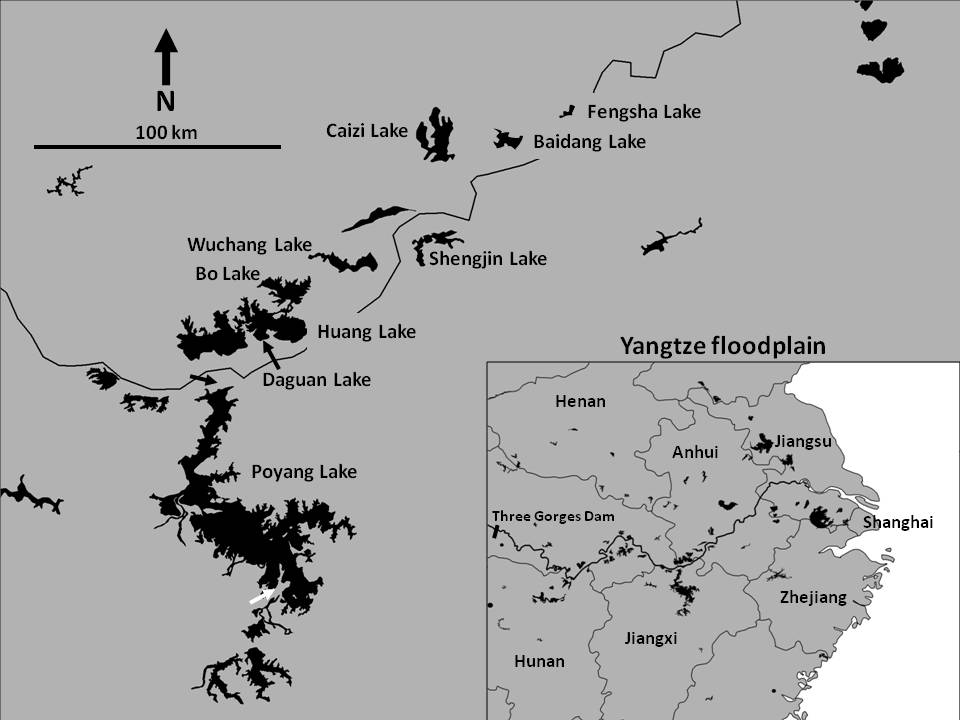 N
100 km
Fengsha Lake
Caizi Lake
Baidang Lake
Wuchang Lake
Shengjin Lake
Bo Lake
Huang Lake
Daguan Lake
Poyang Lake
Yangtze floodplain
Henan
Anhui
Jiangsu
Three Gorges Dam
Shanghai
Zhejiang
Jiangxi
Hunan